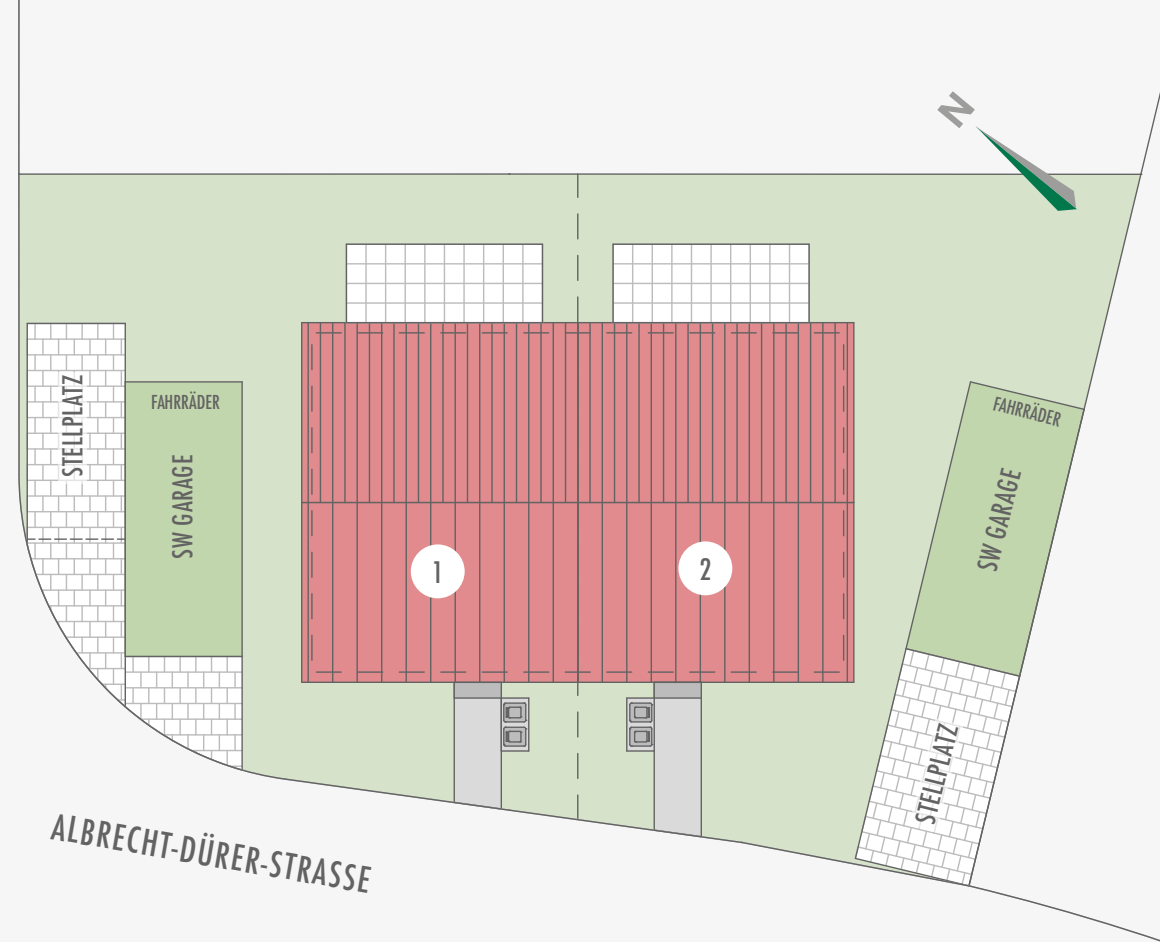 N
STELLPLATZ
FAHRRÄDER
SW GARAGE
1
2
FAHRRÄDER
SW GARAGE
STELLPLATZ
ALBRECHT-DÜRER-STRASSE